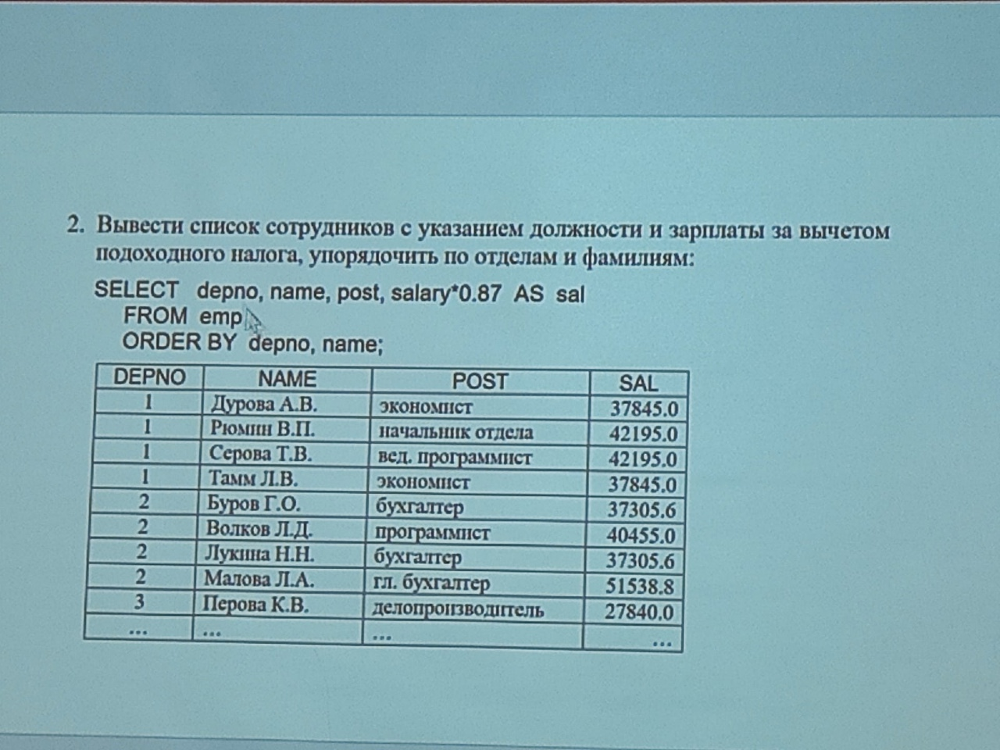 2. Вывести список сотрудников с указанием должности и зарплаты за вычетом
подоходного налога, упорядочить по отделам и фамилиям:
SELECT depno, name, post, salary*0.87 AS sal
FROM emp
ORDER BY depno, name;
DEPNO NAME POST SAL
1 Дурова А.В. экономист 37845.0
1 Рюмин В.П. начальник отдела 42195.0
1 Серова Т.В. вед. программист 42195.0
1 Тамм Л.В. экономист 37845.0
2 Буров Г.О. бухгалтер 37305.6
2 Волков Л.Д. программист 40455.0
2 Лукина Н.Н. бухгалтер 37305.6
2 Малова Л.А. гл. бухгалтер 51538.8
3 Перова К.В. делопроизводитель 27840.0
... ... ... ...